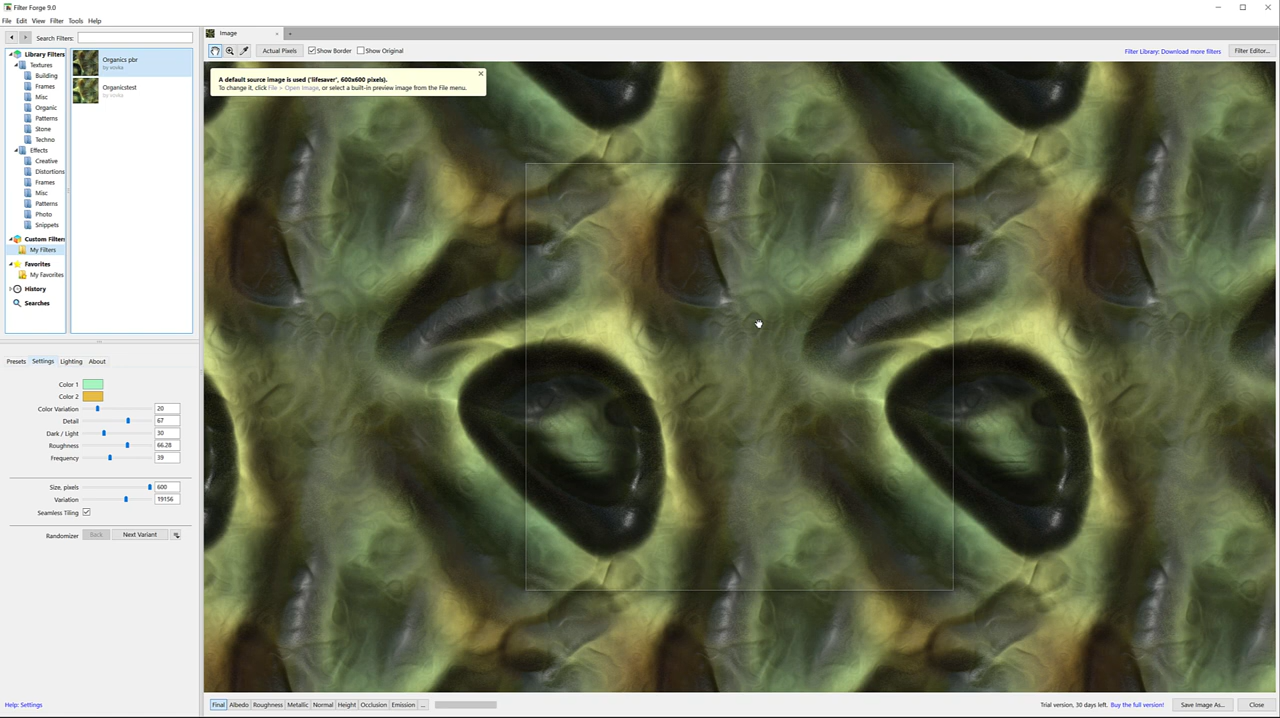 Filter Forge 9.0
File Edit View Filter Tools Help
Search Filters:
Library Filters
Textures
Building
Frames
Misc
Organic
Patterns
Stone
Techno
Effects
Creative
Distortions
Frames
Misc
Patterns
Photo
Snippets
Custom Filters
My Filters
Favorites
My Favorites
History
Searches
Organics pbr
by vovka
Organicstest
by vovka
Presets Settings Lighting About
Color 1
Color 2
Color Variation 20
Detail 67
Dark / Light 30
Roughness 66.28
Frequency 39
Size, pixels 600
Variation 19156
Seamless Tiling
Randomizer Back Next Variant
Help: Settings
Image
Actual Pixels Show Border Show Original
Filter Library: Download more filters Filter Editor...
A default source image is used ('lifesaver', 600x600 pixels).
To change it, click File > Open Image, or select a built-in preview image from the File menu.
Final Albedo Roughness Metallic Normal Height Occlusion Emission ...
Trial version, 30 days left. Buy the full version! Save Image As... Close